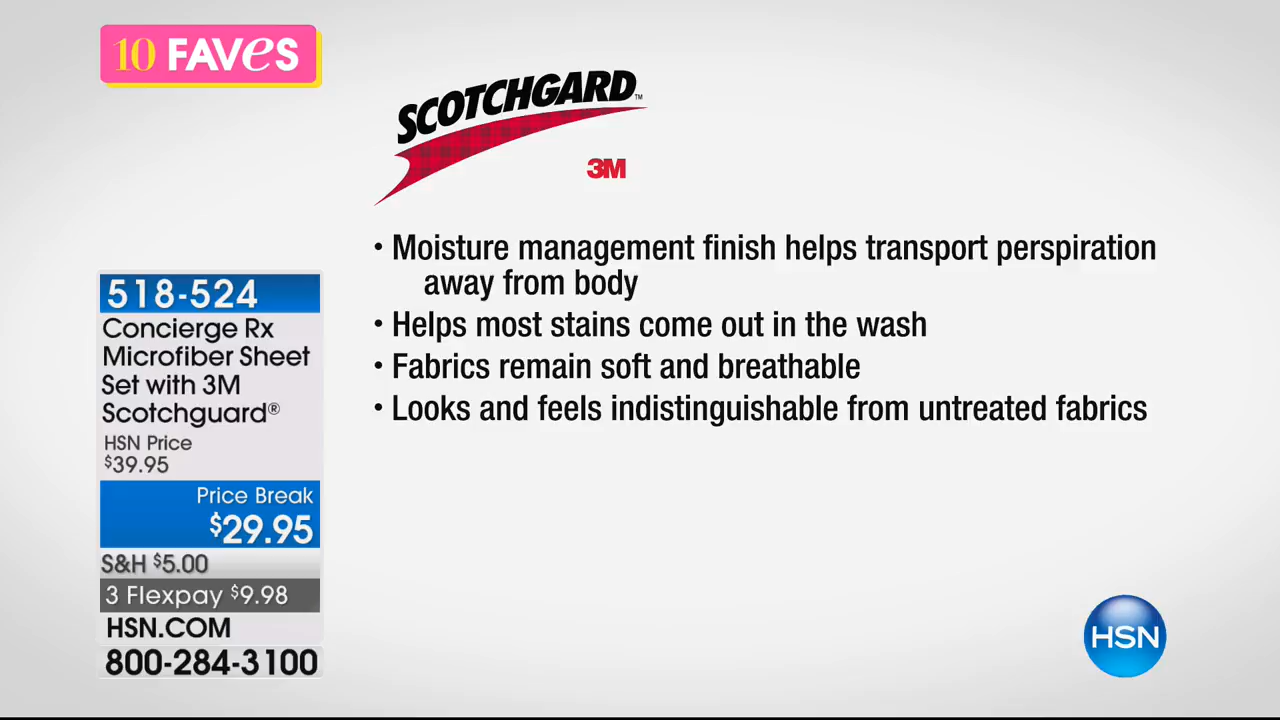 10 FAVeS
SCOTCHGARD™
3M
• Moisture management finish helps transport perspiration
away from body
• Helps most stains come out in the wash
• Fabrics remain soft and breathable
• Looks and feels indistinguishable from untreated fabrics
518-524
Concierge Rx
Microfiber Sheet
Set with 3M
Scotchguard®
HSN Price
$39.95
Price Break
$29.95
S&H $5.00
3 Flexpay $9.98
HSN.COM
800-284-3100
HSN